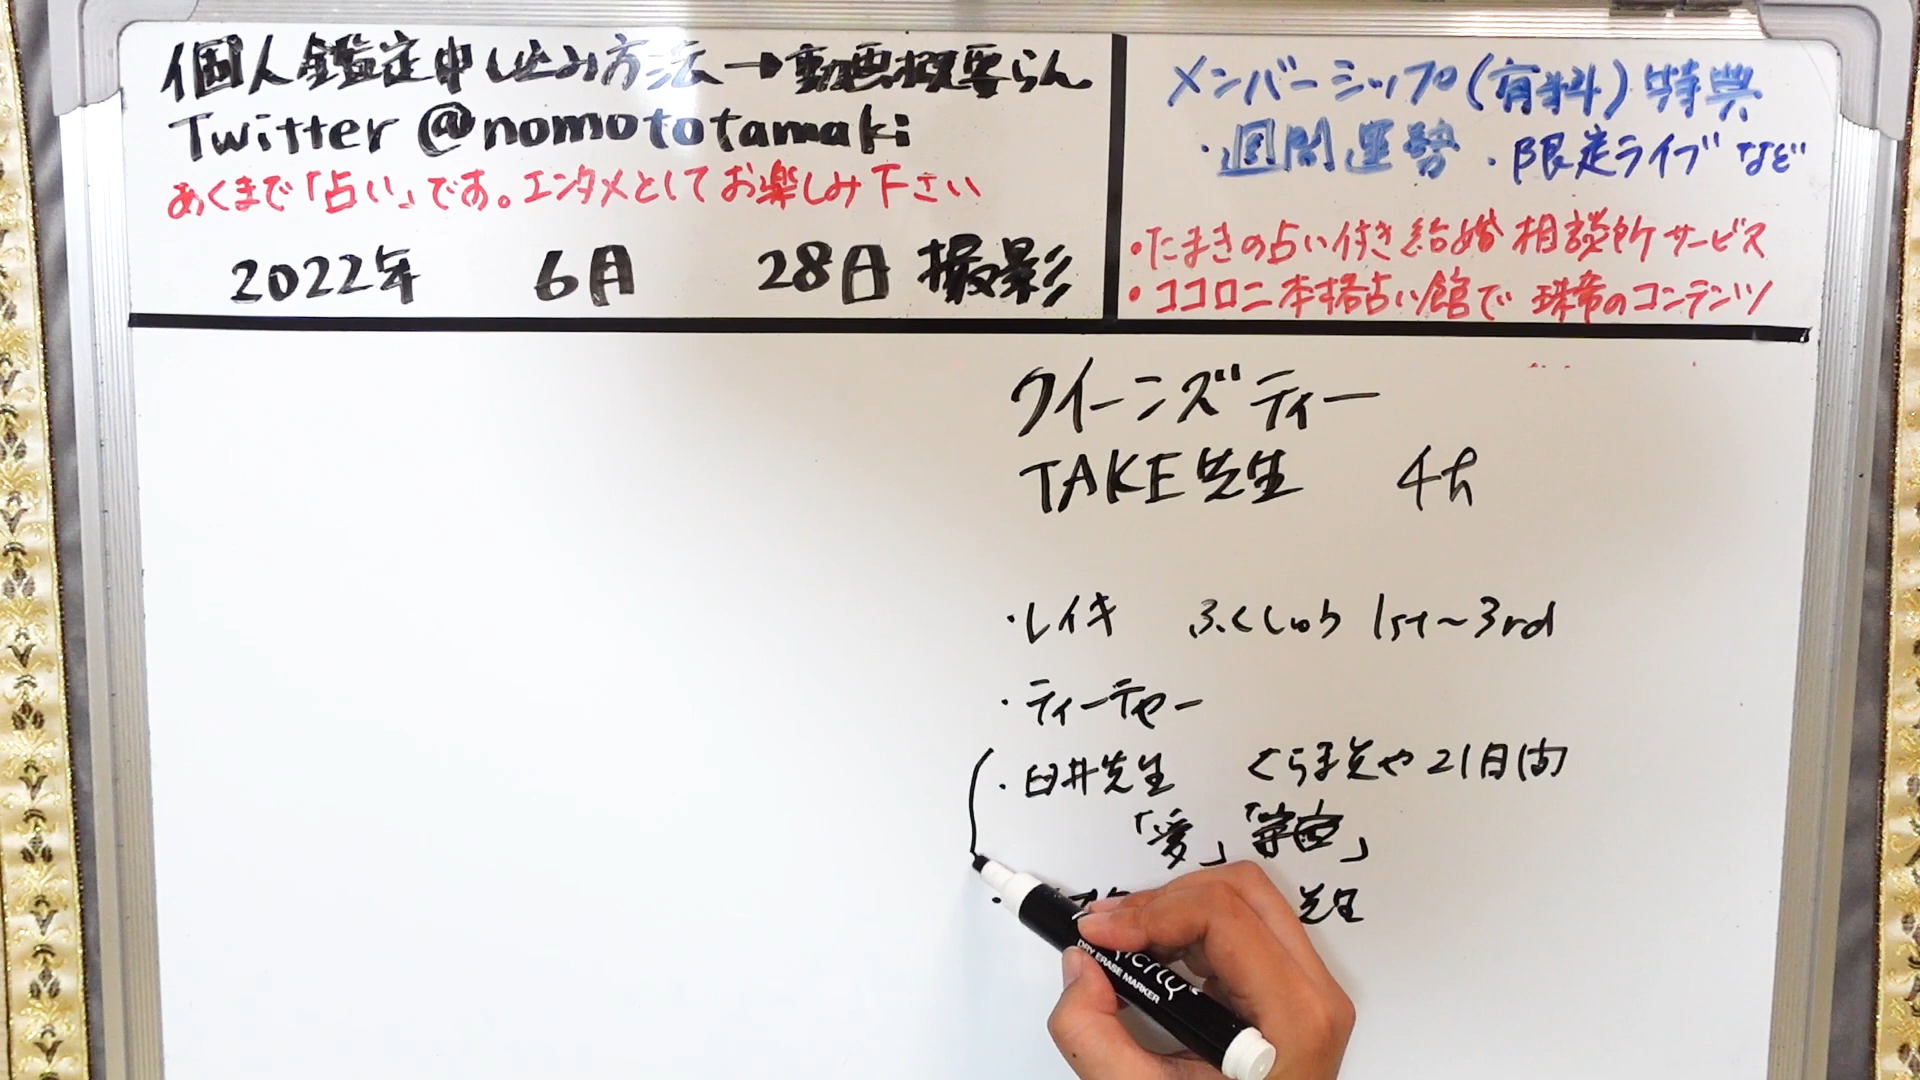 個人鑑定申し込み方法→動画概要らん
Twitter @nomototamaki
あくまで「占い」です。エンタメとしてお楽しみ下さい
2022年 6月 28日 撮影
メンバーシップ(有料)特典
・週間運勢 ・限定ライブなど
・たまきの占い付き結婚相談所サービス
・ココロニ本格占い館で 珠希のコンテンツ
クイーンズティー
TAKE先生 4h
・レイキ ふくしゅう 1st～3rd
・ティーチャー
・臼井先生 くらま 21日間
「愛」「宇宙」
先生
DRY ERASE MARKER